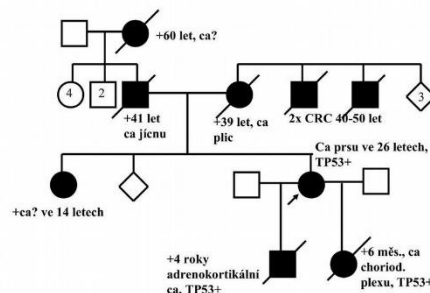 +60 let, ca?
4
2
3
+41 let
ca jícnu
+39 let, ca
plic
2x CRC 40-50 let
Ca prsu ve 26 letech,
TP53+
+ca? ve 14 letech
+4 roky
adrenokortikální
ca, TP53+
+6 měs., ca
choriod.
plexu, TP53+